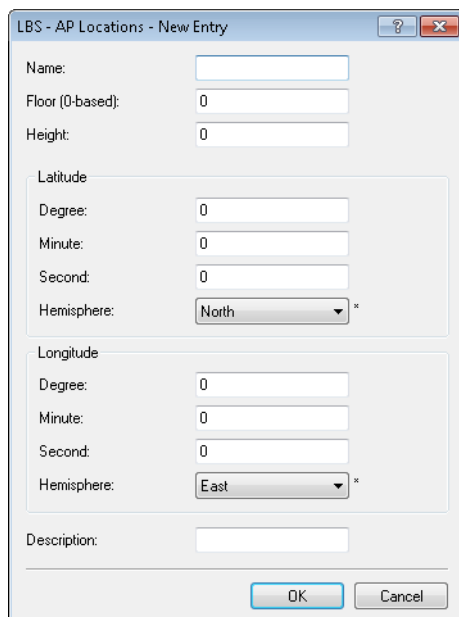 LBS - AP Locations - New Entry ?
Name:
Floor (0-based): 0
Height: 0
Latitude
Degree: 0
Minute: 0
Second: 0
Hemisphere: North *
Longitude
Degree: 0
Minute: 0
Second: 0
Hemisphere: East *
Description:
OK Cancel